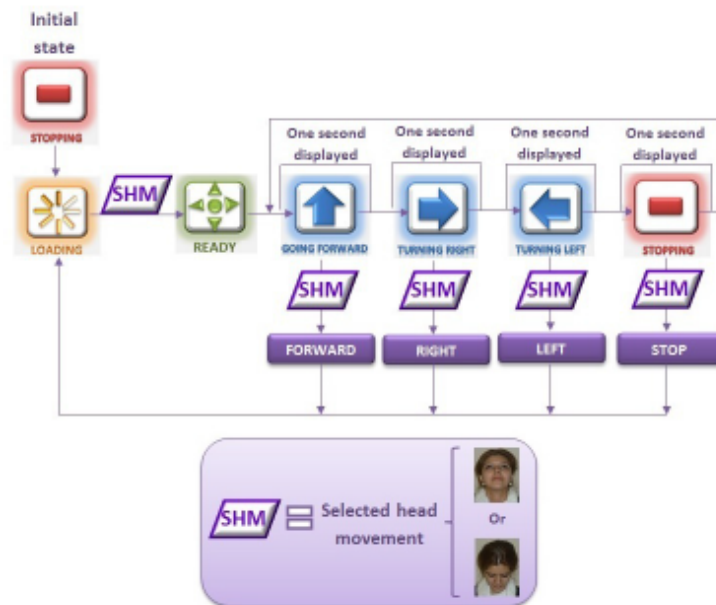 Initial
state
STOPPING
One second
displayed
One second
displayed
One second
displayed
One second
displayed
SHM
LOADING
READY
GOING FORWARD
TURNING RIGHT
TURNING LEFT
STOPPING
SHM
SHM
SHM
SHM
FORWARD
RIGHT
LEFT
STOP
SHM
Selected head
movement
Or